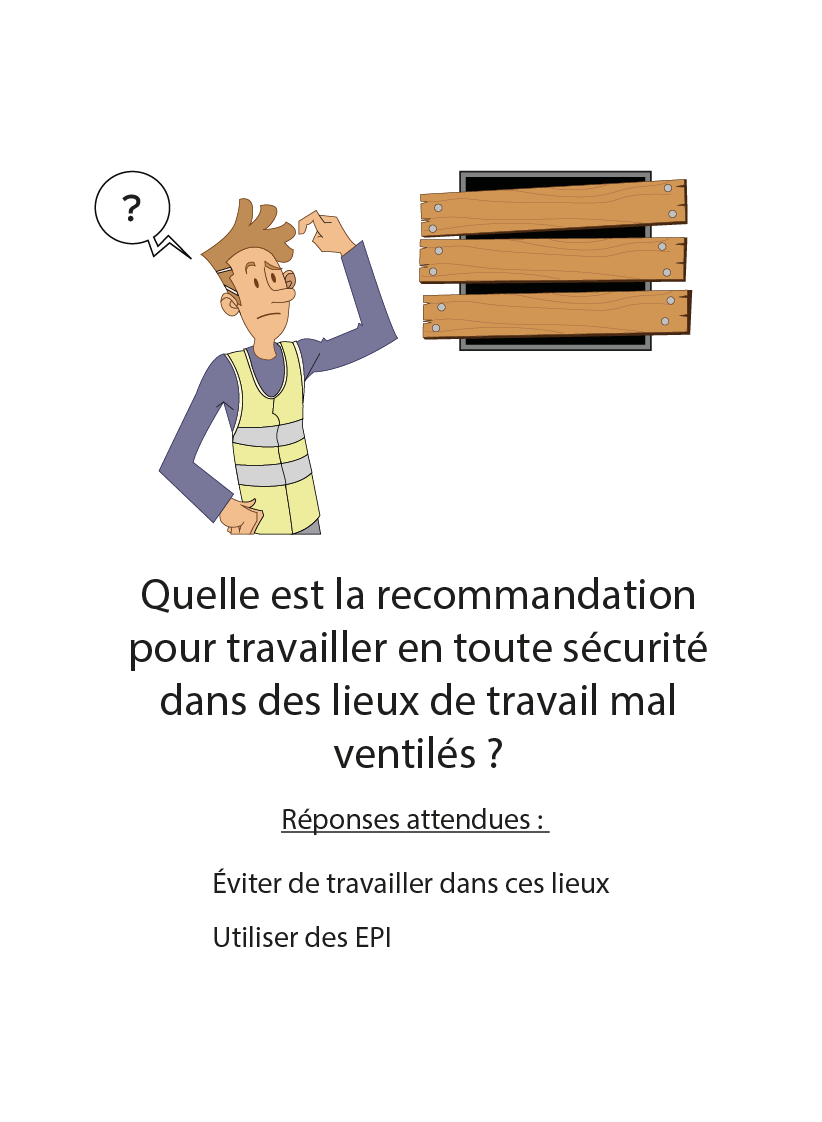 ?
Quelle est la recommandation
pour travailler en toute sécurité
dans des lieux de travail mal
ventilés ?
Réponses attendues :
Éviter de travailler dans ces lieux
Utiliser des EPI